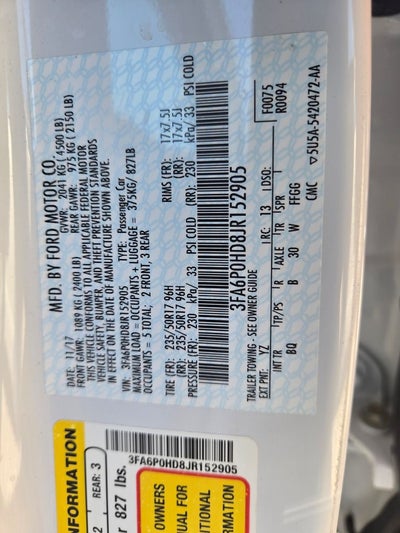 MFD. BY FORD MOTOR CO.
11/17 GVWR: 2041 KG ( 4500 LB)
FRONT GAWR: 1089 KG ( 2400 LB) REAR GAWR: 975 KG ( 2150 LB)
THIS VEHICLE CONFORMS TO ALL APPLICABLE FEDERAL MOTOR
VEHICLE SAFETY, BUMPER, AND THEFT PREVENTION STANDARDS
IN EFFECT ON THE DATE OF MANUFACTURE SHOWN ABOVE.
VIN: 3FA6P0HD8JR152905 TYPE: Passenger Car
MAXIMUM LOAD = OCCUPANTS + LUGGAGE = 375KG/ 827LB
OCCUPANTS = 5 TOTAL; 2 FRONT, 3 REAR
TIRE (FR): 235/50R17 96H RIMS (FR): 17x7.5J
TIRE (RR): 235/50R17 96H (RR): 17x7.5J
PRESSURE (FR): 230 kPa/ 33 PSI COLD (RR): 230 kPa/ 33 PSI COLD
3FA6P0HD8JR152905
TRAILER TOWING - SEE OWNER GUIDE F0075
EXT PNT: YZ RC: 13 DSO: R0094
INT TR TP/PS R AXLE TR SPR
BQ B 30 W FFGG
CMC ▽5U5A-5420472-AA
INFORMATION
2 REAR: 3
r 827 lbs.
3FA6P0HD8JR152905
OWNERS
UAL FOR
ITIONAL